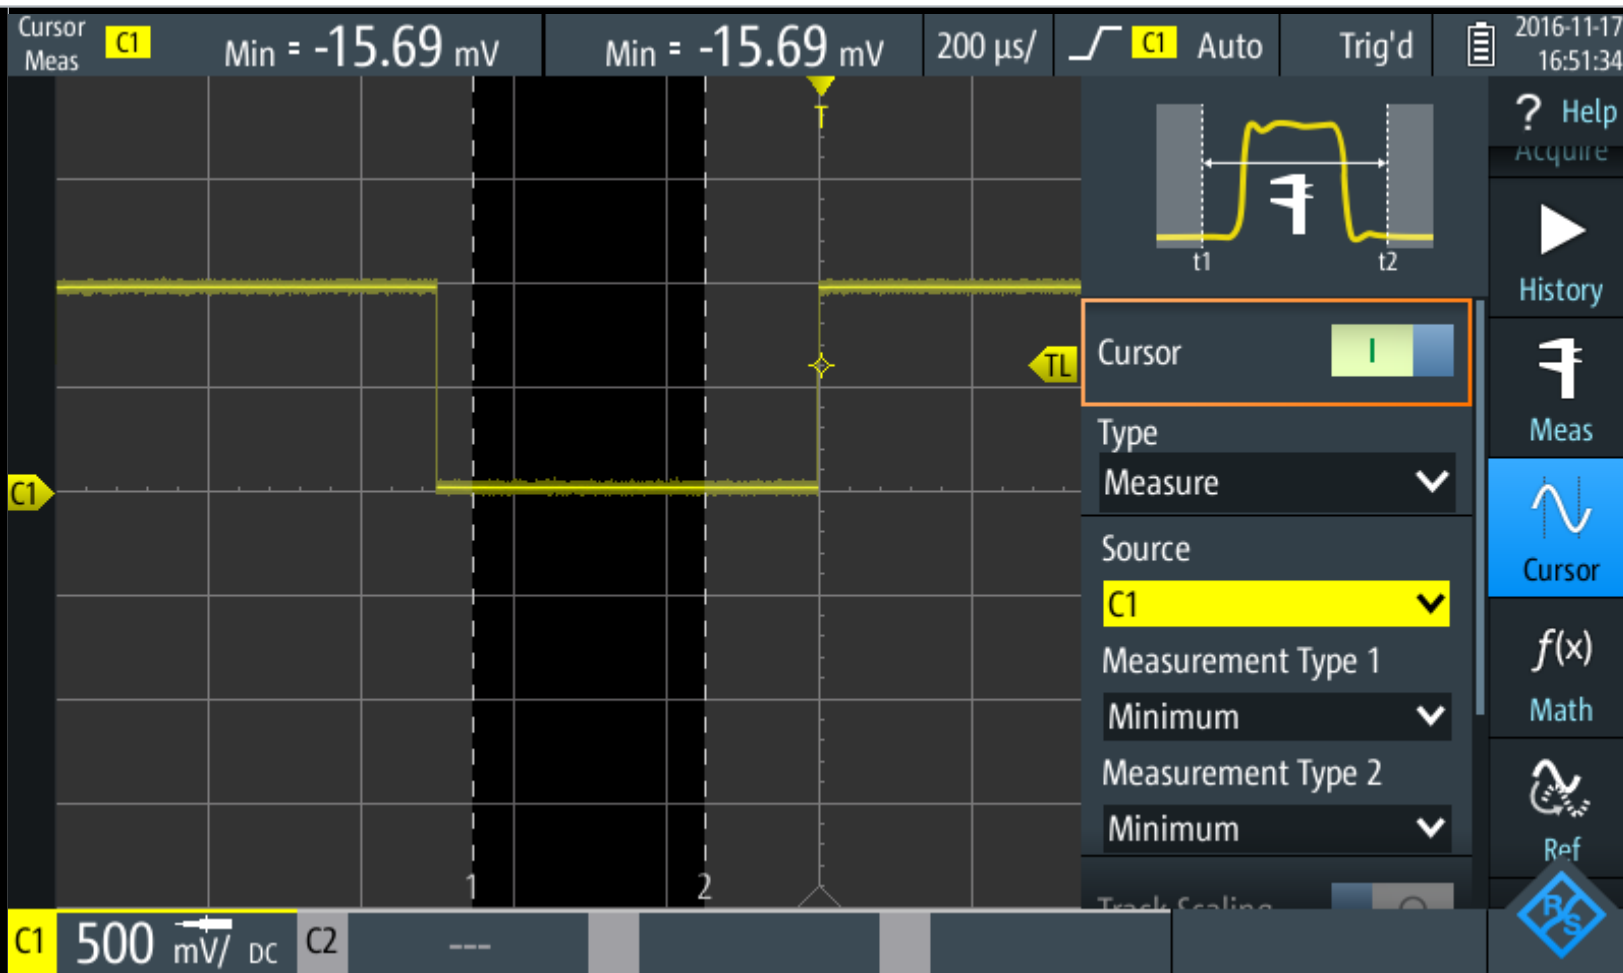 Cursor
Meas
C1
Min = -15.69 mV
Min = -15.69 mV
200 µs/
C1 Auto
Trig'd
2016-11-17
16:51:34
T
TL
C1
1
2
t1
t2
Cursor
I
Type
Measure
Source
C1
Measurement Type 1
Minimum
Measurement Type 2
Minimum
Track Scaling
? Help
Acquire
History
Meas
Cursor
f(x)
Math
Ref
R/S
C1 500 mV/ DC
C2 ---